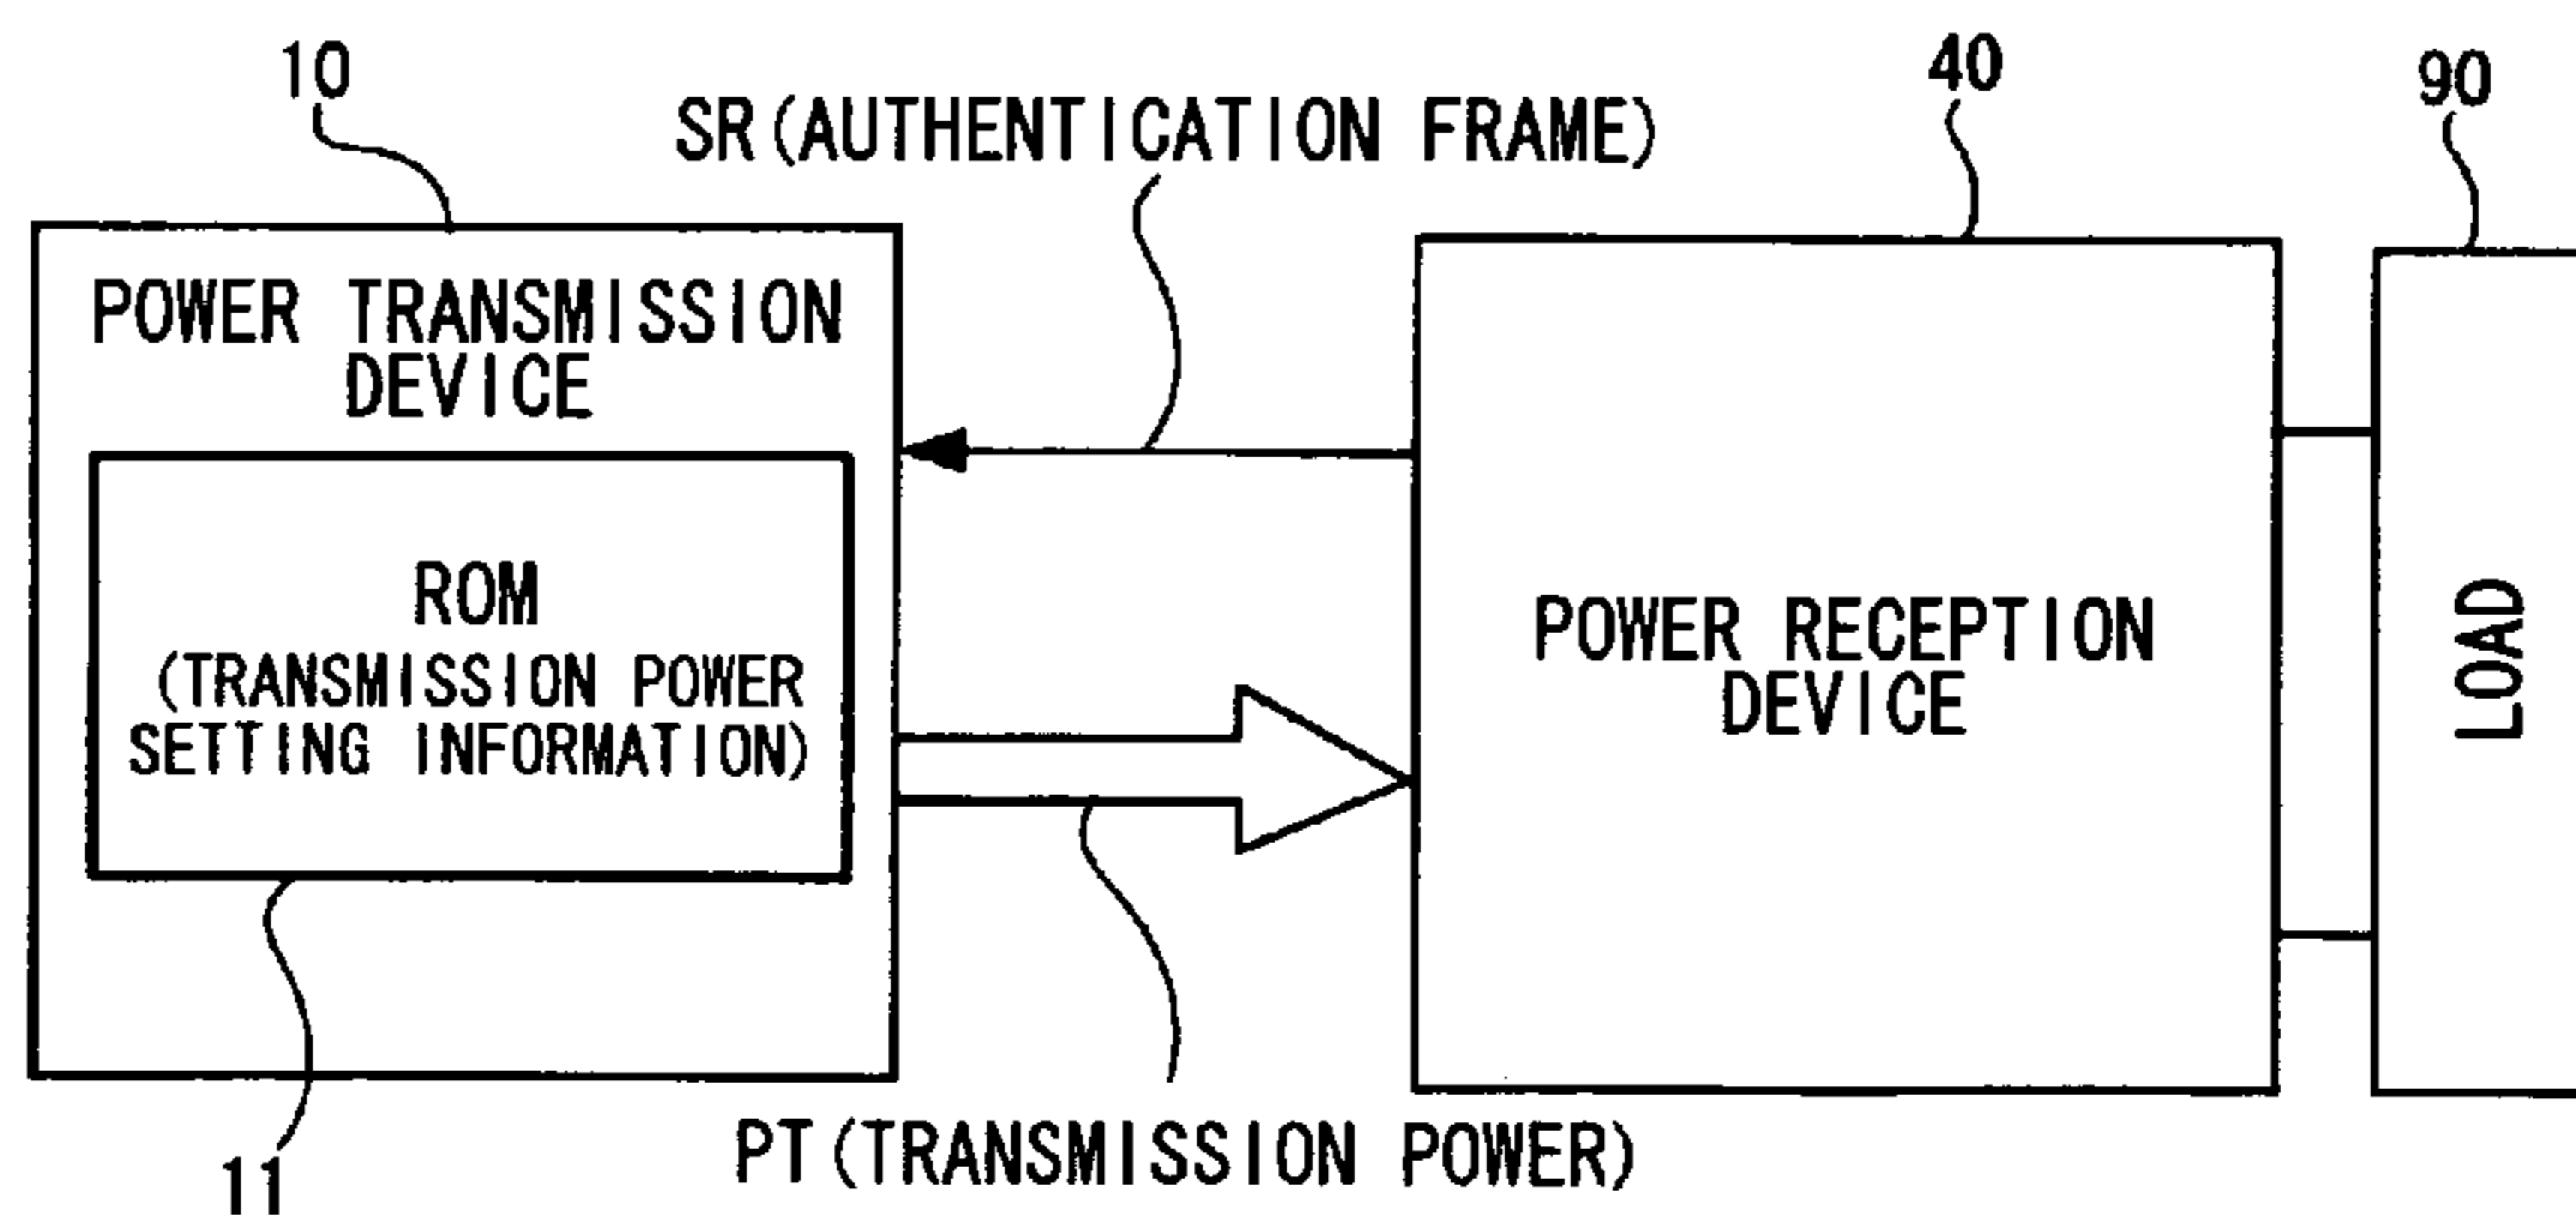 10
SR(AUTHENTICATION FRAME)
40
90
POWER TRANSMISSION
DEVICE
ROM
(TRANSMISSION POWER
SETTING INFORMATION)
POWER RECEPTION
DEVICE
LOAD
11
PT(TRANSMISSION POWER)